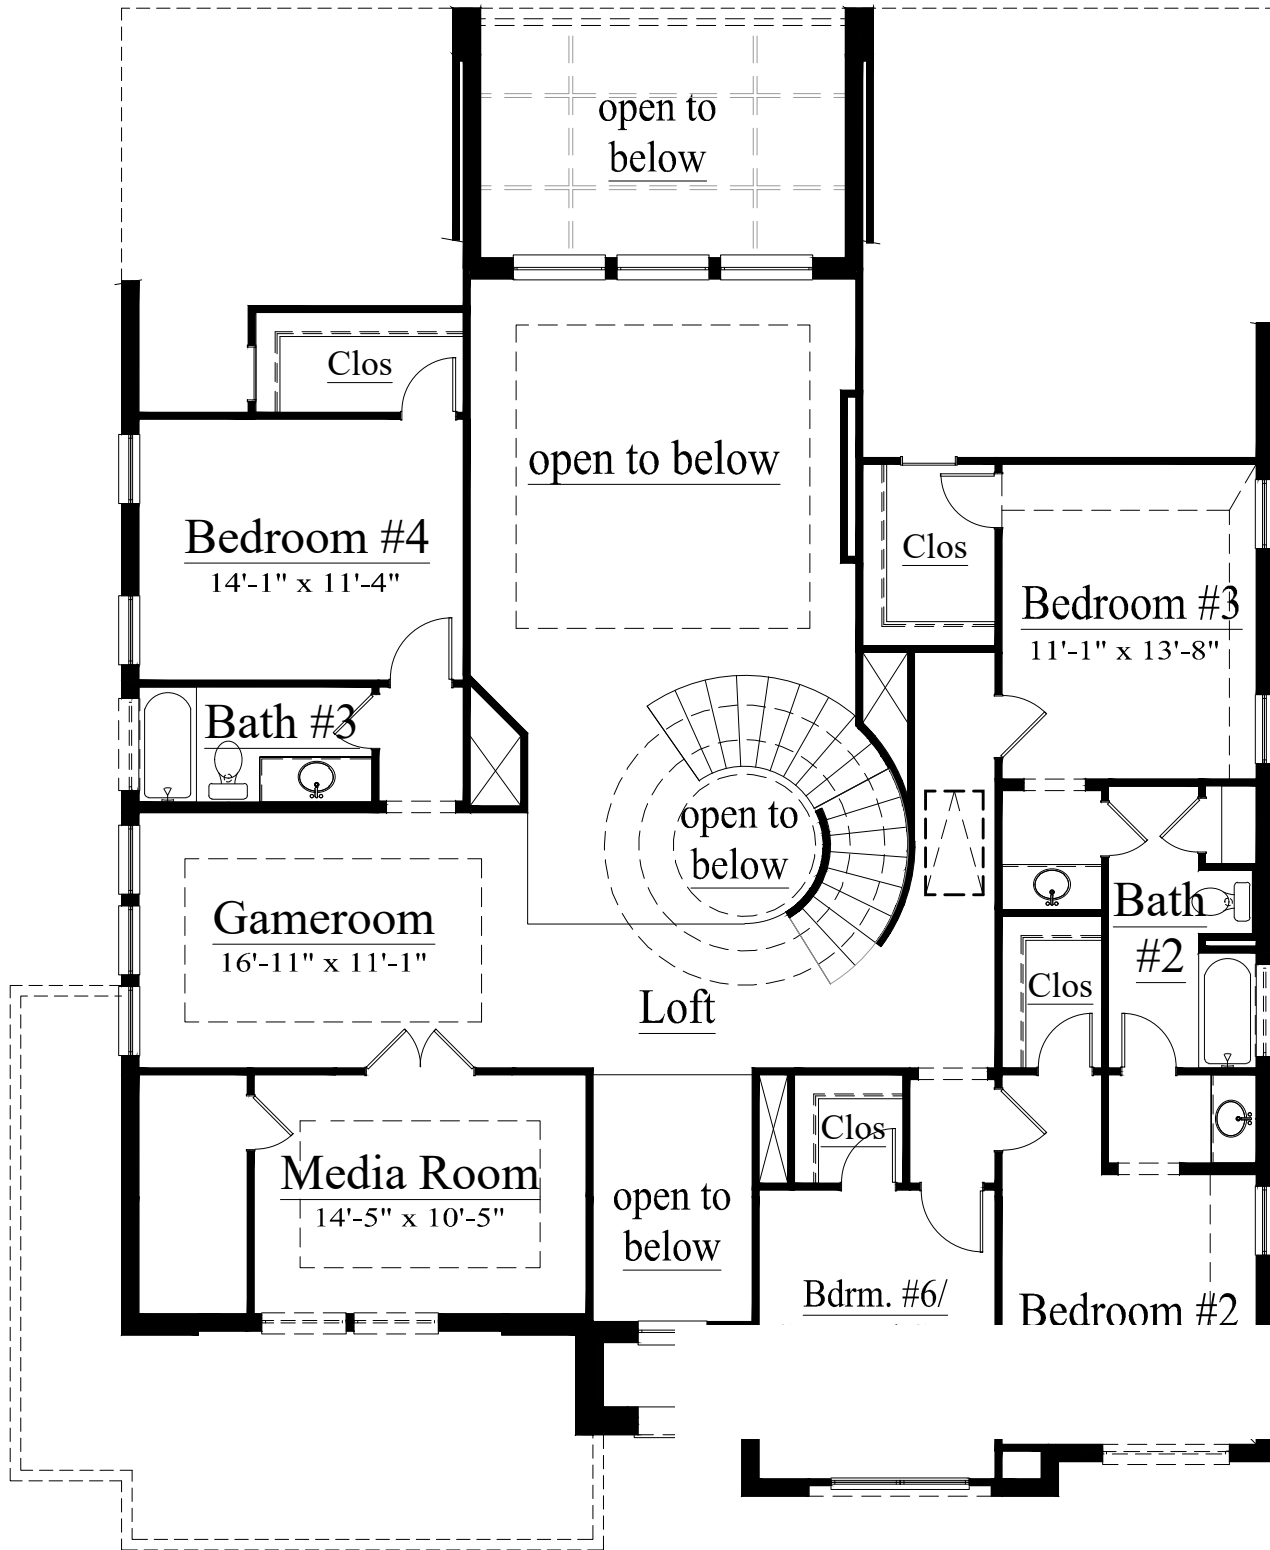 open to
below
Clos
open to below
Bedroom #4
14'-1" x 11'-4"
Clos
Bedroom #3
11'-1" x 13'-8"
Bath #3
open to
below
Bath
#2
Gameroom
16'-11" x 11'-1"
Clos
Loft
Clos
Media Room
14'-5" x 10'-5"
open to
below
Bdrm. #6/
Bedroom #2